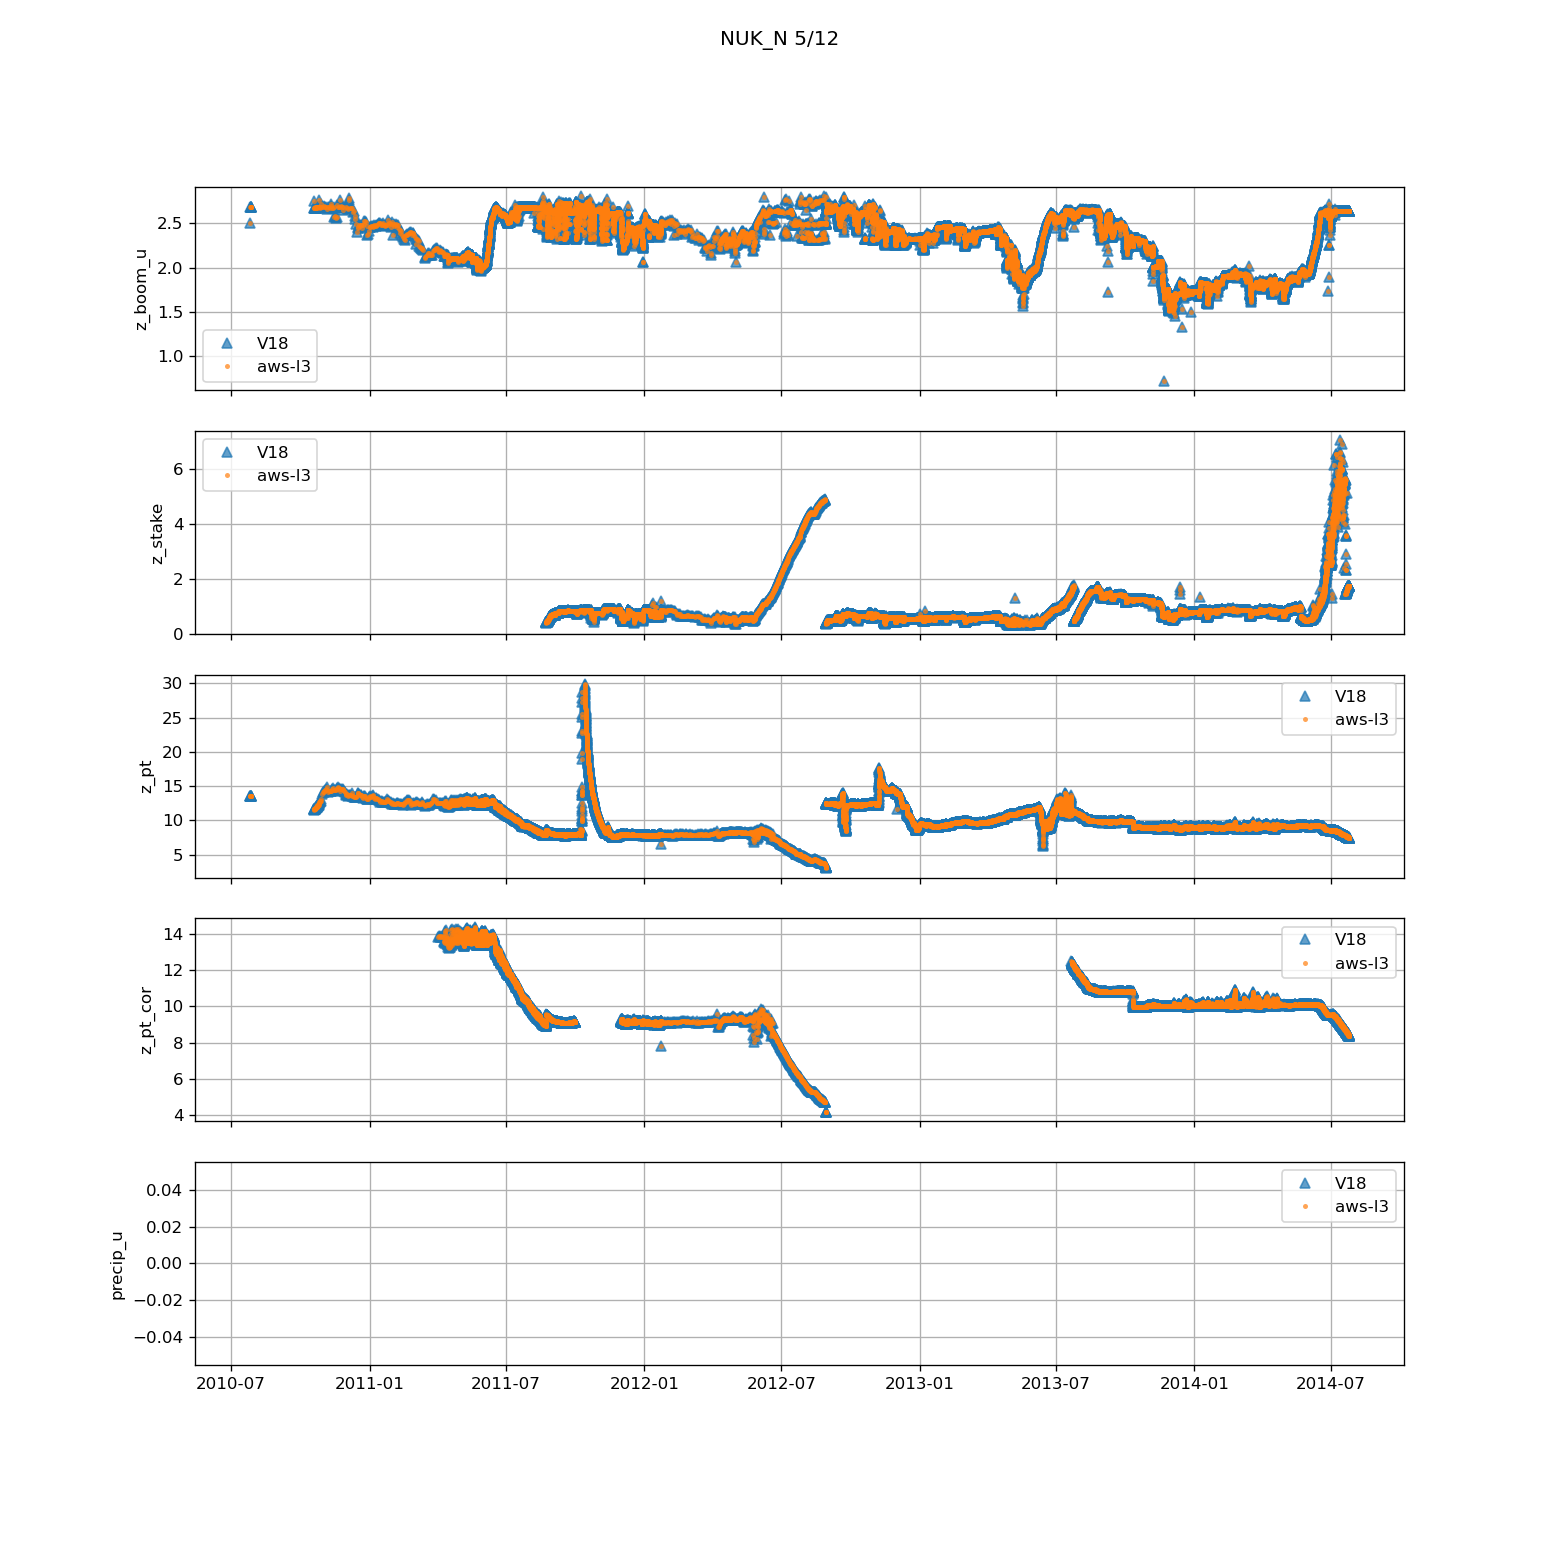 NUK_N 5/12
2.5
2.0
1.5
1.0
z_boom_u
V18
aws-l3
6
4
2
0
z_stake
V18
aws-l3
30
25
20
15
10
5
z_pt
V18
aws-l3
14
12
10
8
6
4
z_pt_cor
V18
aws-l3
0.04
0.02
0.00
−0.02
−0.04
precip_u
V18
aws-l3
2010-07 2011-01 2011-07 2012-01 2012-07 2013-01 2013-07 2014-01 2014-07